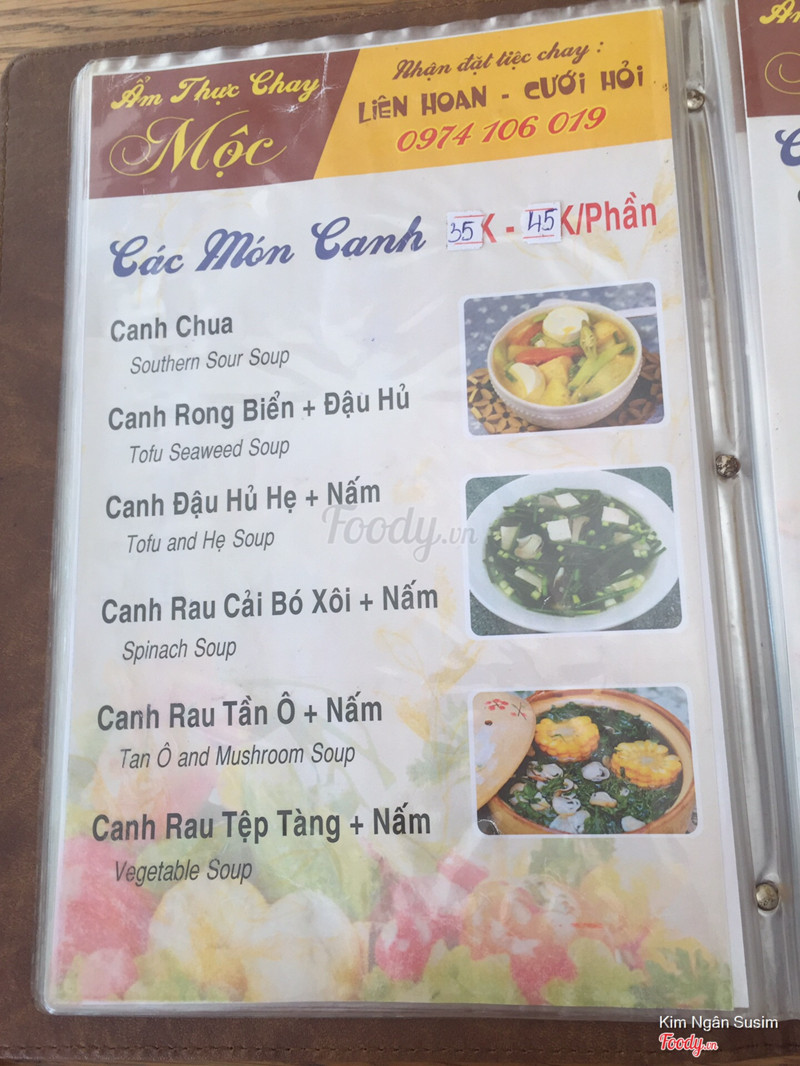 Ẩm Thực Chay
Mộc
Nhận đặt tiệc chay :
LIÊN HOAN - CƯỚI HỎI
0974 106 019
Các Món Canh 35K - 45K/Phần
Canh Chua
Southern Sour Soup
Canh Rong Biển + Đậu Hủ
Tofu Seaweed Soup
Canh Đậu Hủ Hẹ + Nấm
Tofu and Hẹ Soup
Canh Rau Cải Bó Xôi + Nấm
Spinach Soup
Canh Rau Tần Ô + Nấm
Tan Ô and Mushroom Soup
Canh Rau Tệp Tàng + Nấm
Vegetable Soup
Foody.vn
Kim Ngân Susim
Foody.vn